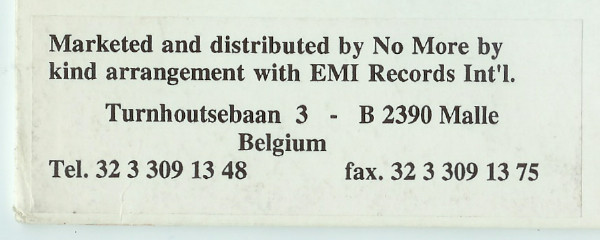 Marketed and distributed by No More by
kind arrangement with EMI Records Int'l.
Turnhoutsebaan 3 - B 2390 Malle
Belgium
Tel. 32 3 309 13 48 fax. 32 3 309 13 75